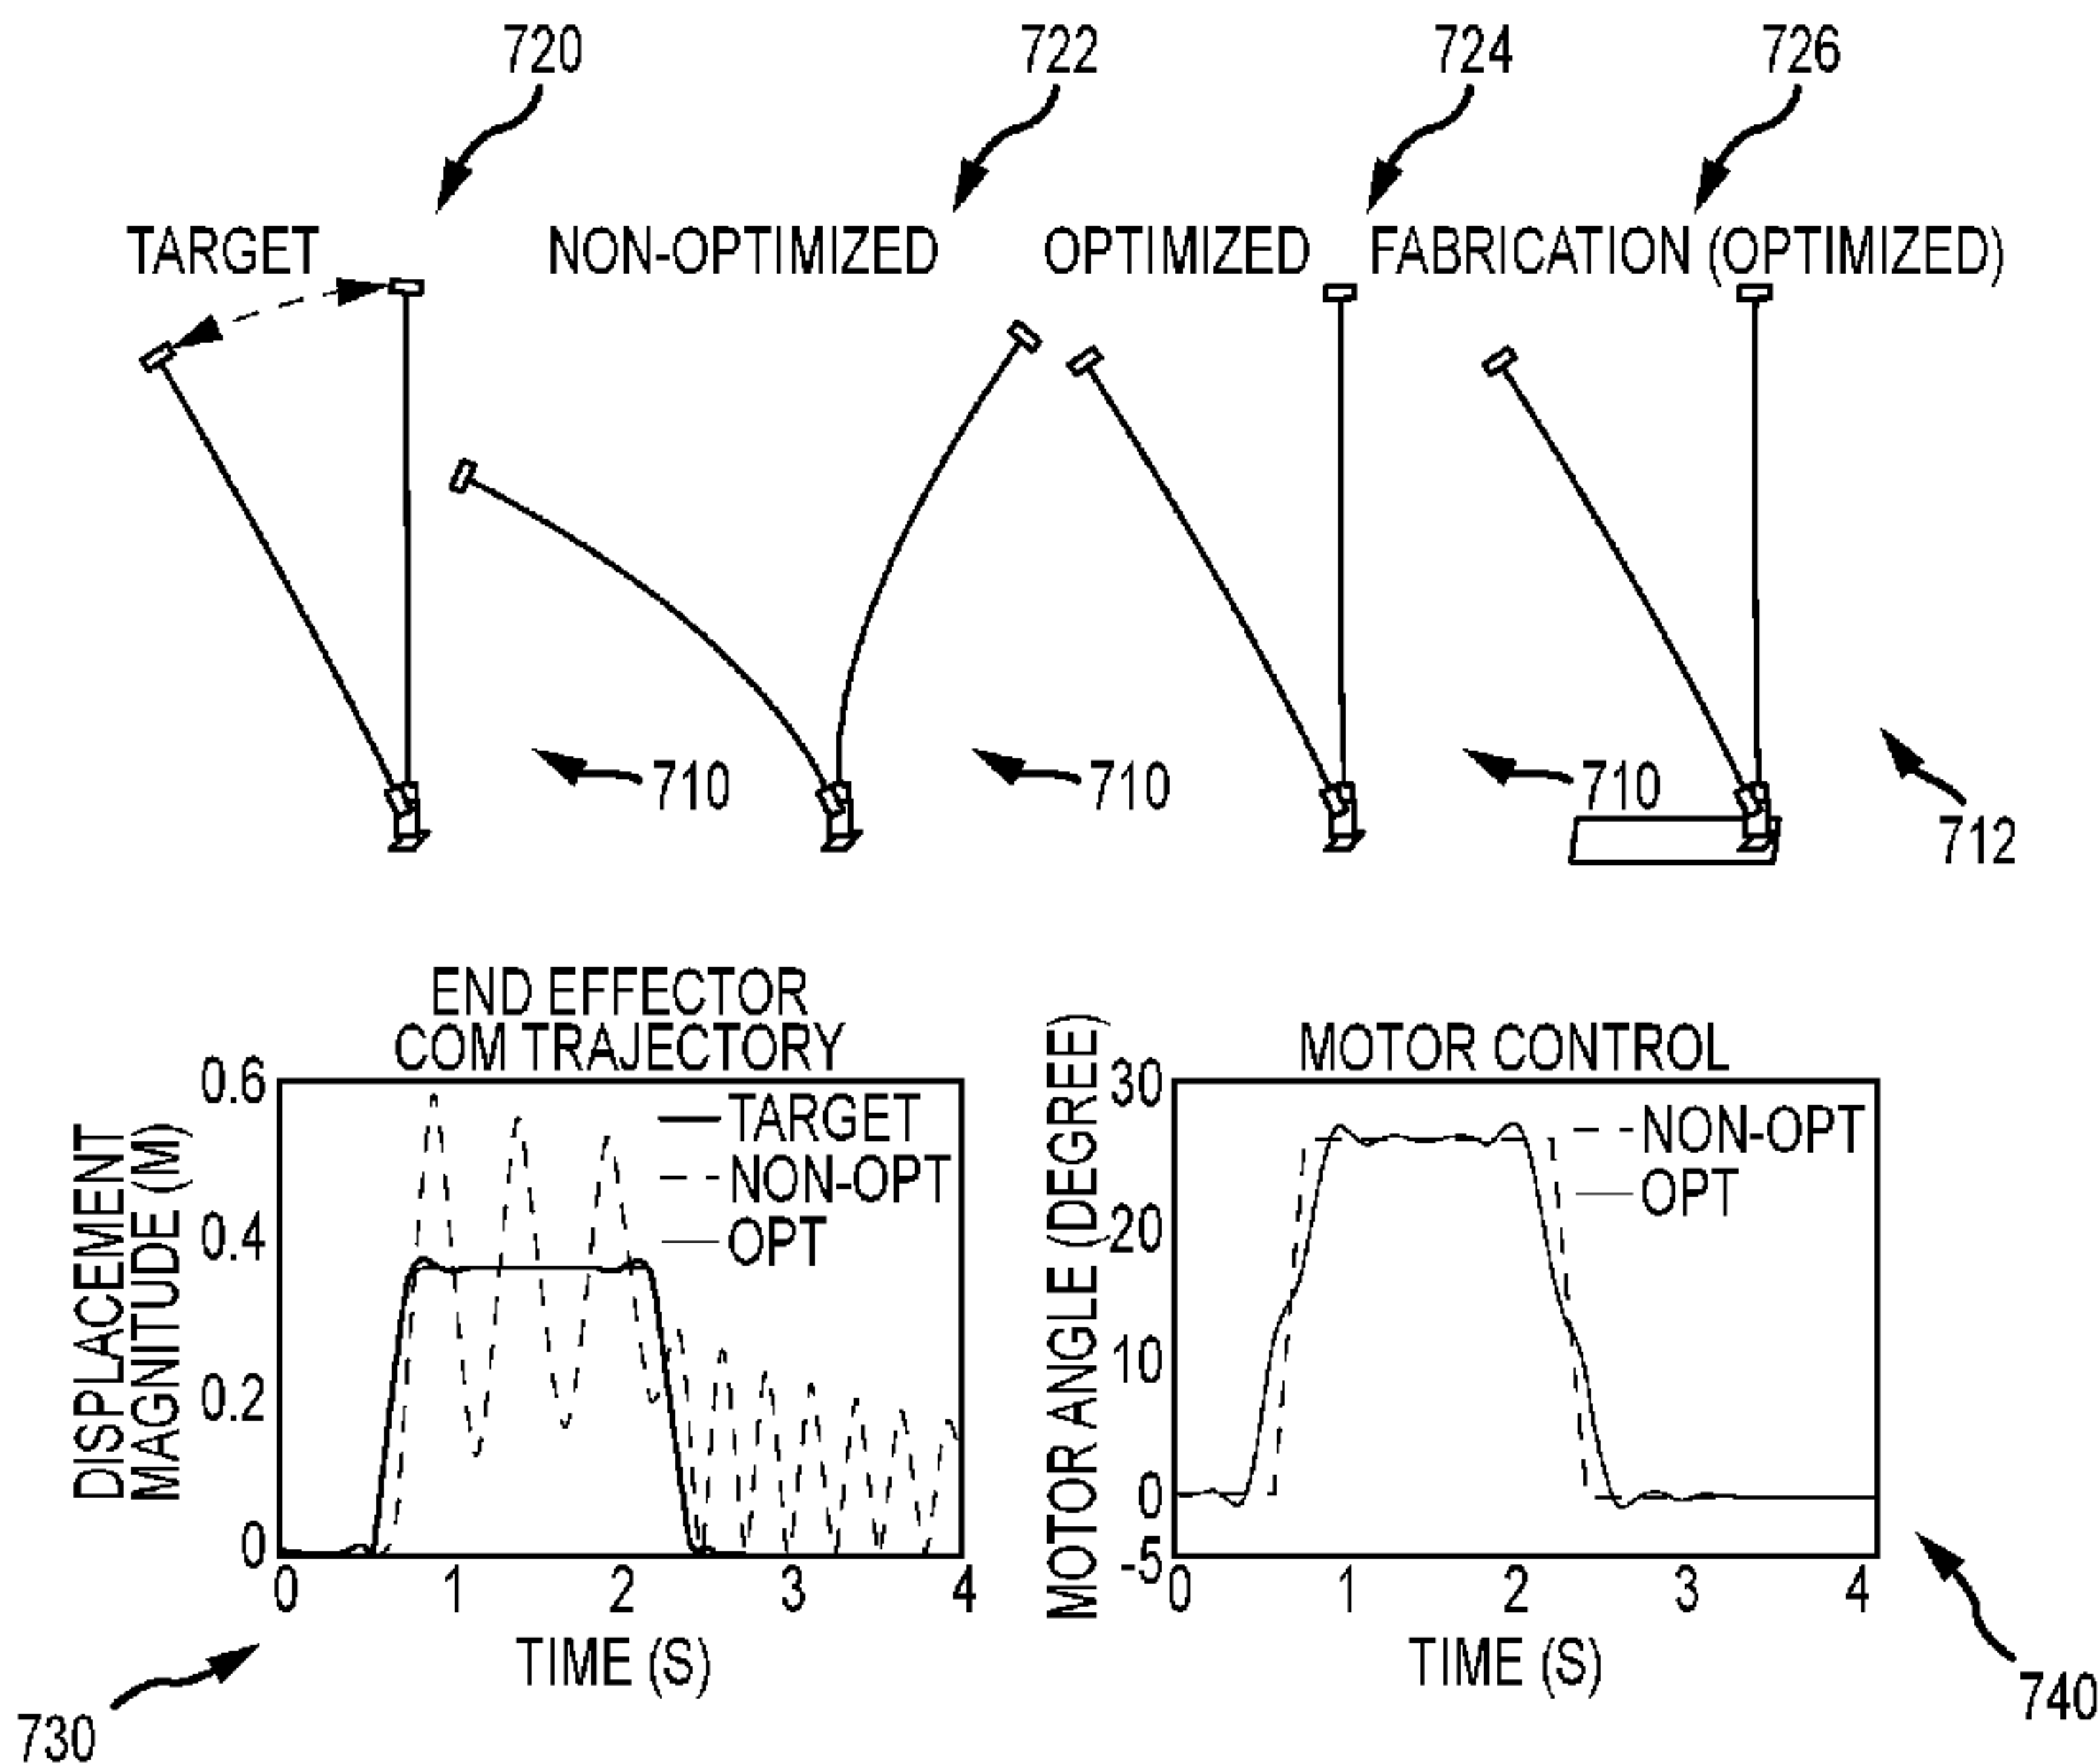 720 722 724 726
TARGET NON-OPTIMIZED OPTIMIZED FABRICATION (OPTIMIZED)
710 710 710 712
END EFFECTOR
COM TRAJECTORY
DISPLACEMENT
MAGNITUDE (M)
0.6
0.4
0.2
0
TARGET
NON-OPT
OPT
0 1 2 3 4
TIME (S)
730
MOTOR CONTROL
MOTOR ANGLE (DEGREE)
30
20
10
0
-5
NON-OPT
OPT
0 1 2 3 4
TIME (S)
740